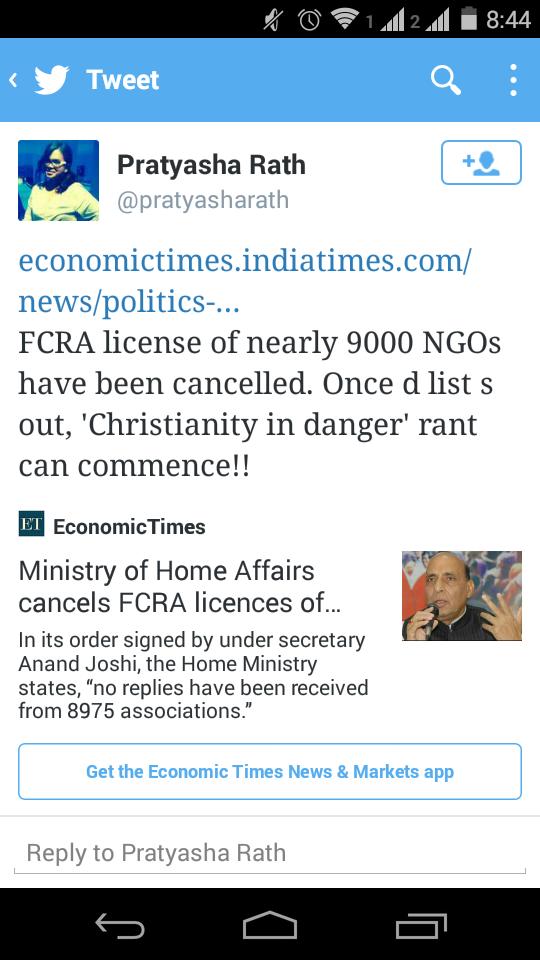 1 2 8:44
Tweet
Pratyasha Rath
@pratyasharath
economictimes.indiatimes.com/
news/politics-...
FCRA license of nearly 9000 NGOs
have been cancelled. Once d list s
out, 'Christianity in danger' rant
can commence!!
ET EconomicTimes
Ministry of Home Affairs
cancels FCRA licences of...
In its order signed by under secretary
Anand Joshi, the Home Ministry
states, “no replies have been received
from 8975 associations.”
Get the Economic Times News & Markets app
Reply to Pratyasha Rath